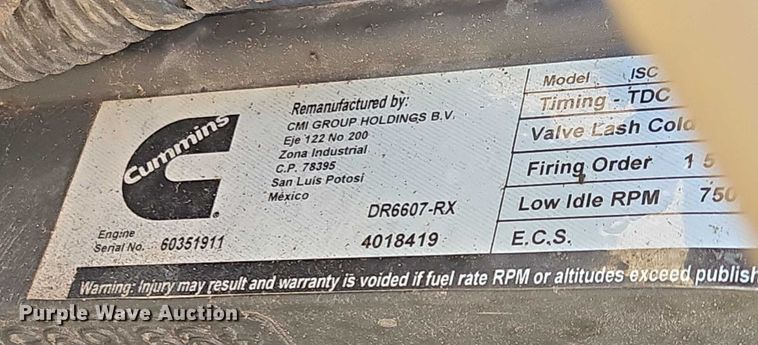 Cummins
Remanufactured by:
CMI GROUP HOLDINGS B.V.
Eje 122 No 200
Zona Industrial
C.P. 78395
San Luis Potosi
México
DR6607-RX
Engine
Serial No. 60351911
4018419
Model ISC
Timing - TDC
Valve Lash Cold
Firing Order 1 5
Low Idle RPM 750
E.C.S.
Warning: Injury may result and warranty is voided if fuel rate RPM or altitudes exceed publish
Purple Wave Auction